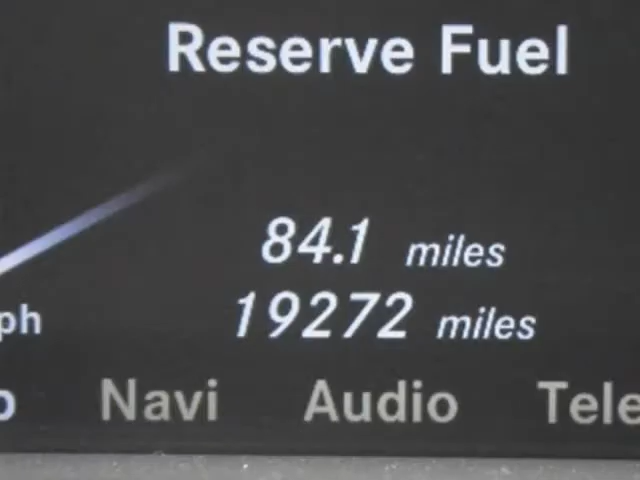 Reserve Fuel
84.1 miles
19272 miles
ph
Navi Audio Tele